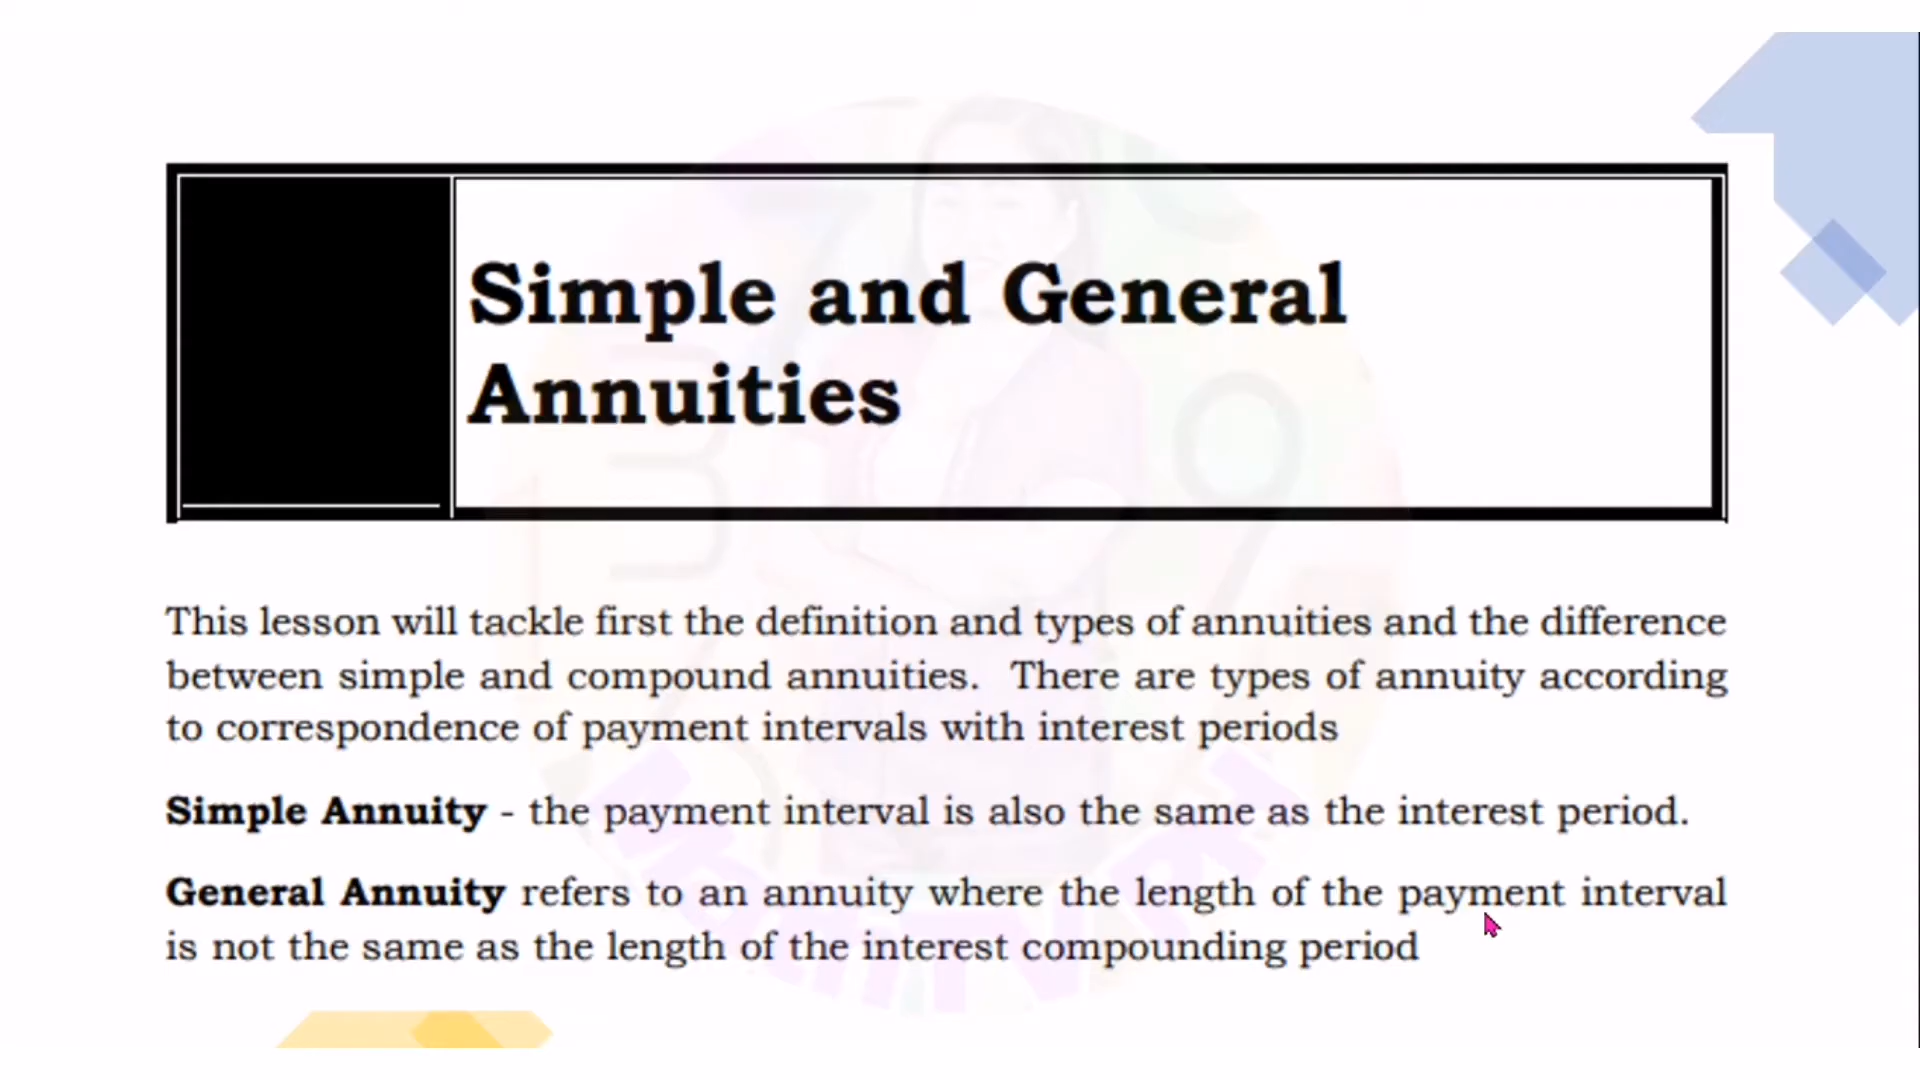 Simple and General
Annuities
This lesson will tackle first the definition and types of annuities and the difference
between simple and compound annuities. There are types of annuity according
to correspondence of payment intervals with interest periods
Simple Annuity - the payment interval is also the same as the interest period.
General Annuity refers to an annuity where the length of the payment interval
is not the same as the length of the interest compounding period